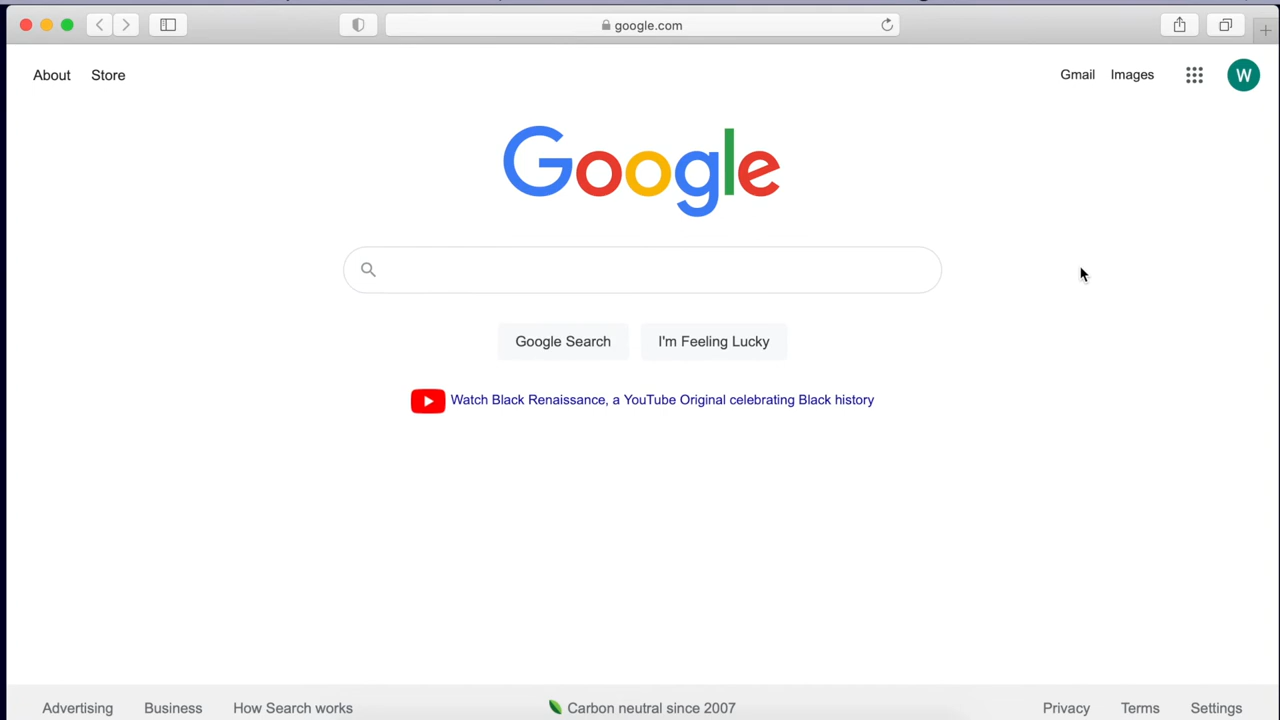 google.com
About Store Gmail Images W
Google
Google Search I'm Feeling Lucky
Watch Black Renaissance, a YouTube Original celebrating Black history
Advertising Business How Search works Carbon neutral since 2007 Privacy Terms Settings